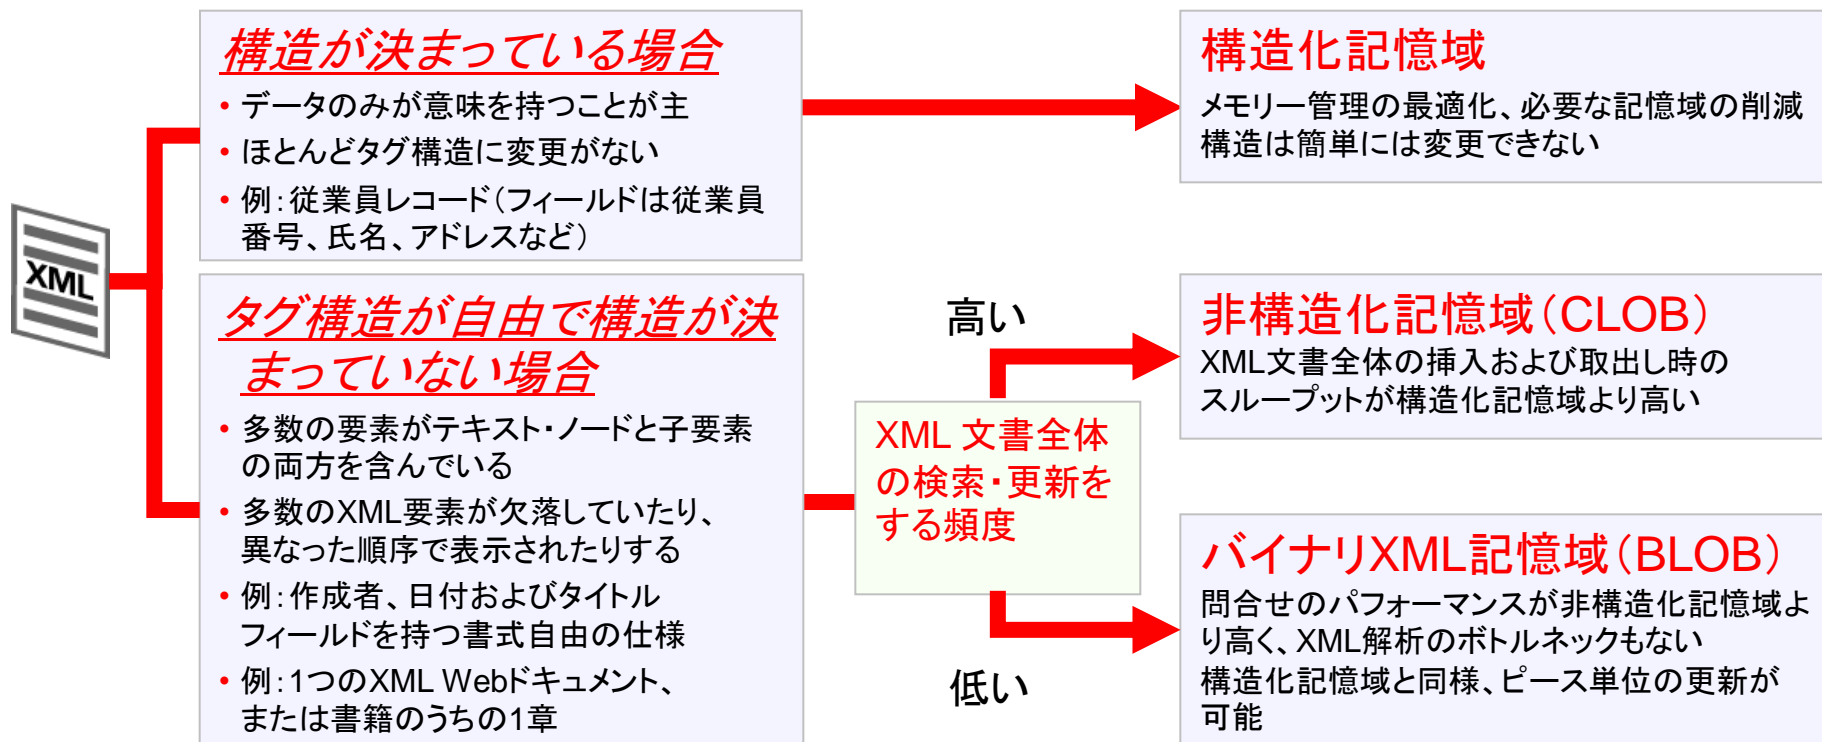 XML
構造が決まっている場合
• データのみが意味を持つことが主
• ほとんどタグ構造に変更がない
• 例：従業員レコード（フィールドは従業員
番号、氏名、アドレスなど）
構造化記憶域
メモリー管理の最適化、必要な記憶域の削減
構造は簡単には変更できない
タグ構造が自由で構造が決
まっていない場合
• 多数の要素がテキスト・ノードと子要素
の両方を含んでいる
• 多数のXML要素が欠落していたり、
異なった順序で表示されたりする
• 例：作成者、日付およびタイトル
フィールドを持つ書式自由の仕様
• 例：1つのXML Webドキュメント、
または書籍のうちの1章
XML 文書全体
の検索・更新を
する頻度
高い
非構造化記憶域（CLOB）
XML文書全体の挿入および取出し時の
スループットが構造化記憶域より高い
低い
バイナリXML記憶域（BLOB）
問合せのパフォーマンスが非構造化記憶域よ
り高く、XML解析のボトルネックもない
構造化記憶域と同様、ピース単位の更新が
可能